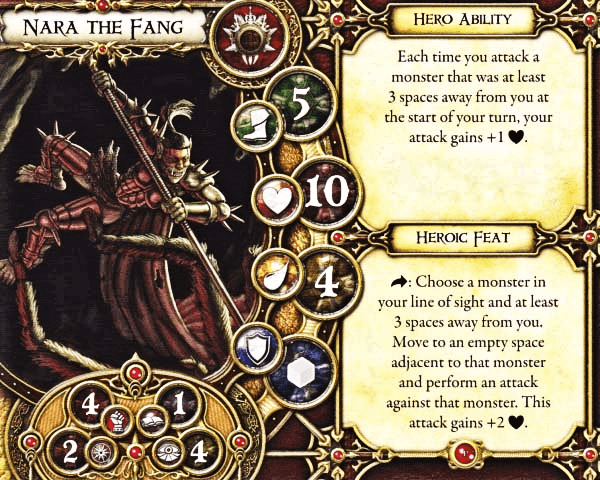 Nara the Fang
5
10
4
4
1
2
4
Hero Ability
Each time you attack a
monster that was at least
3 spaces away from you at
the start of your turn, your
attack gains +1 ♥.
Heroic Feat
: Choose a monster in
your line of sight and at least
3 spaces away from you.
Move to an empty space
adjacent to that monster
and perform an attack
against that monster. This
attack gains +2 ♥.